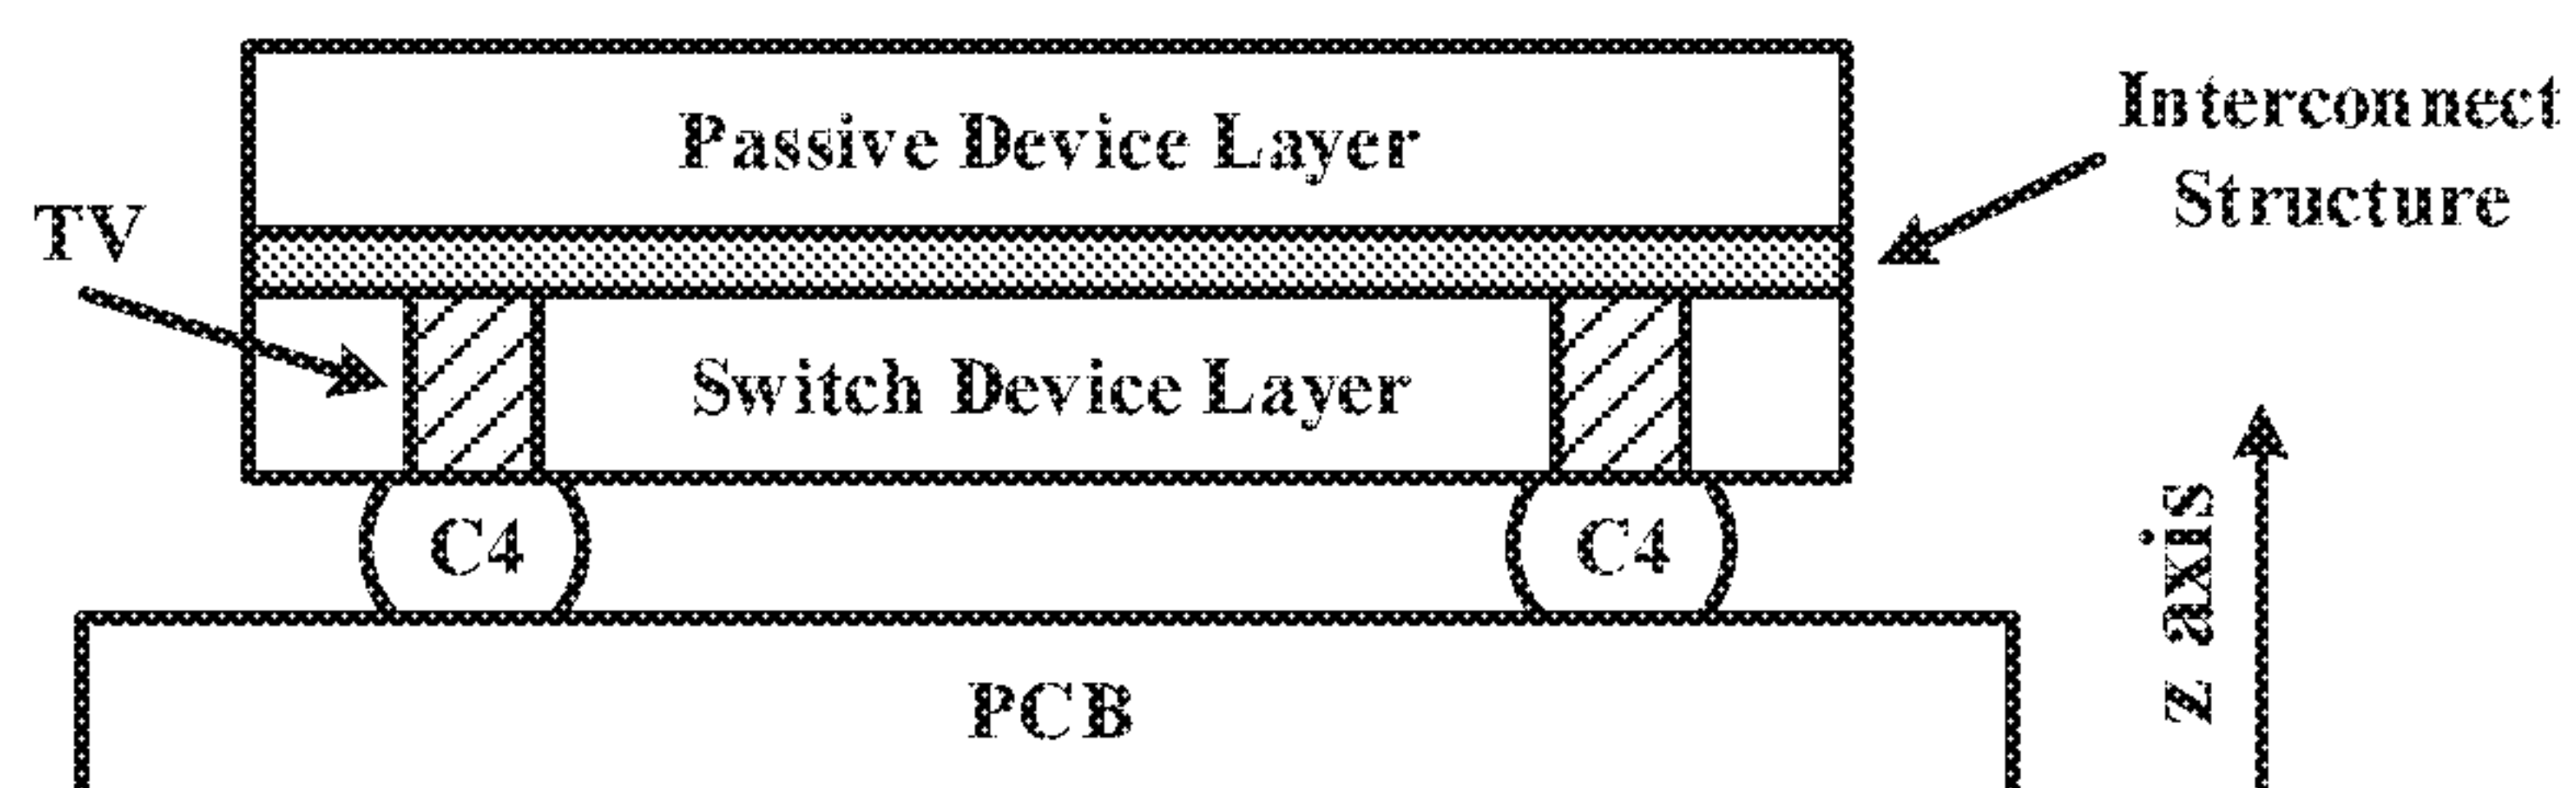 Passive Device Layer
Interconnect
Structure
TV
Switch Device Layer
C4
C4
z axis
PCB